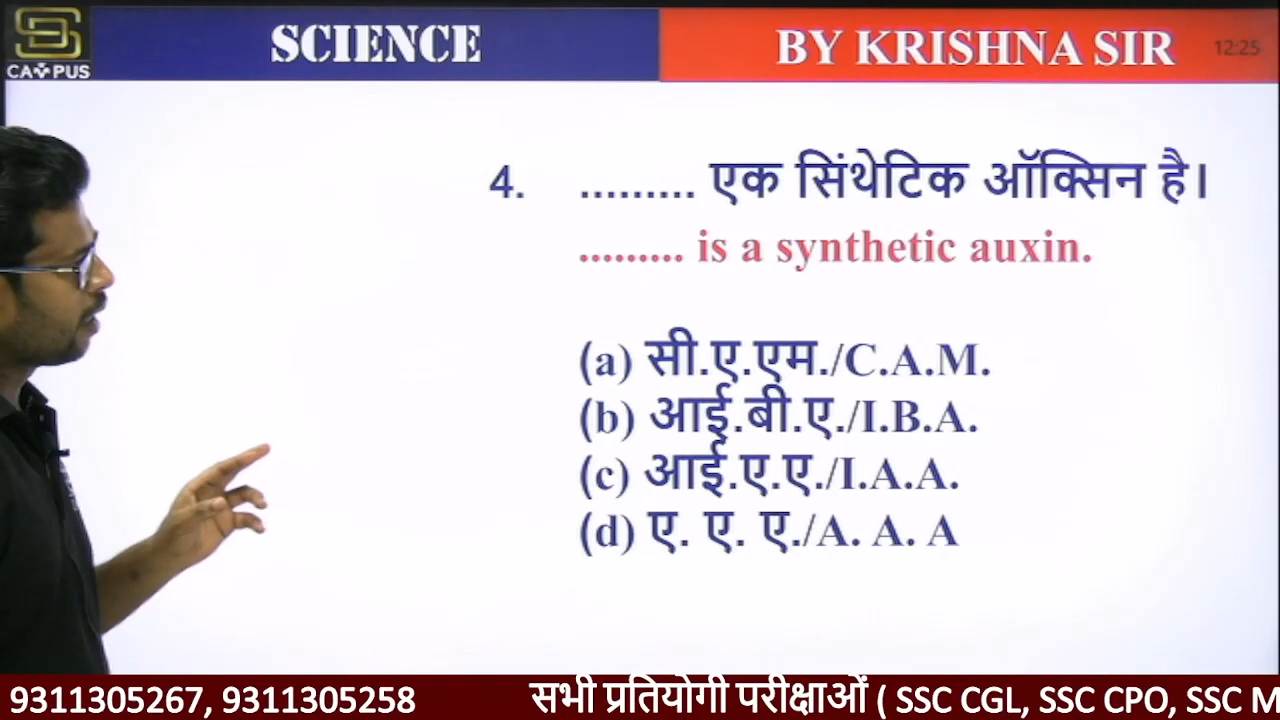 CAMPUS
SCIENCE
BY KRISHNA SIR
12:25
4. ......... एक सिंथेटिक ऑक्सिन है।
......... is a synthetic auxin.
(a) सी.ए.एम./C.A.M.
(b) आई.बी.ए./I.B.A.
(c) आई.ए.ए./I.A.A.
(d) ए. ए. ए./A. A. A
9311305267, 9311305258 सभी प्रतियोगी परीक्षाओं ( SSC CGL, SSC CPO, SSC M